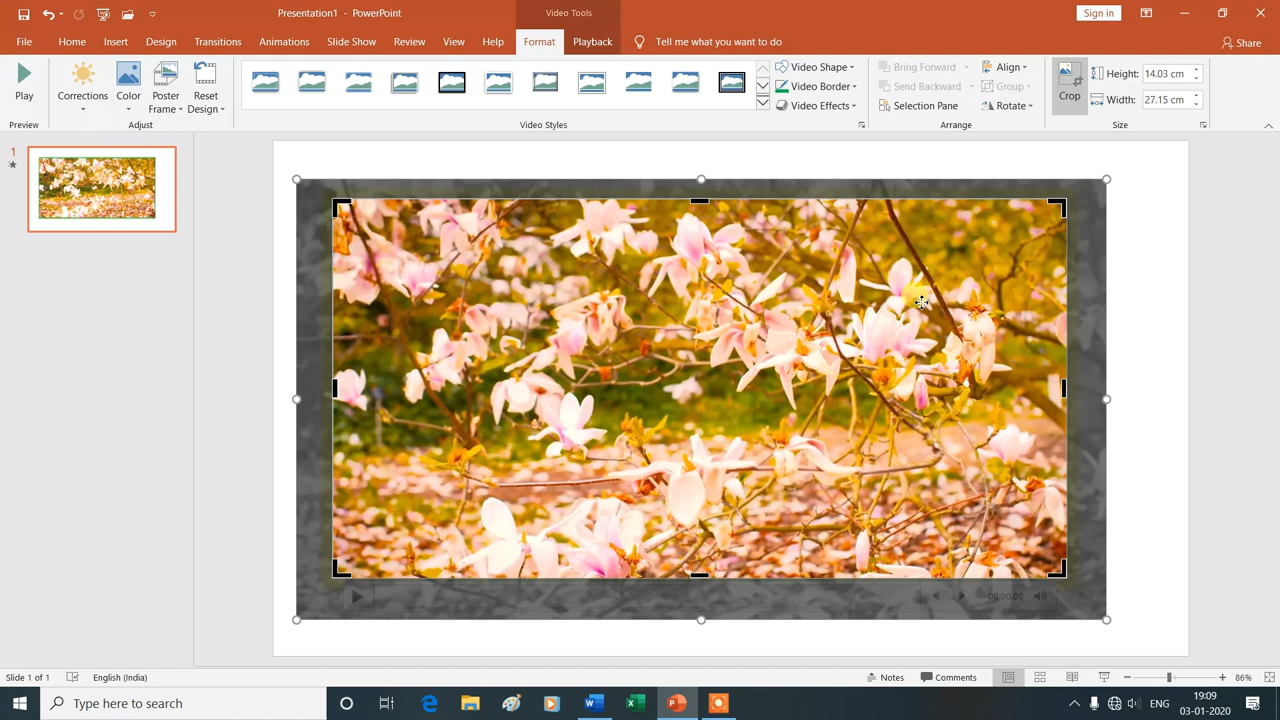 Presentation1 - PowerPoint
Video Tools
Sign in
File Home Insert Design Transitions Animations Slide Show Review View Help Format Playback Tell me what you want to do Share
Play
Preview
Corrections
Color
Poster Frame
Reset Design
Adjust
Video Styles
Video Shape
Video Border
Video Effects
Bring Forward
Send Backward
Selection Pane
Align
Group
Rotate
Arrange
Crop
Height: 14.03 cm
Width: 27.15 cm
Size
1
00:00.00
Slide 1 of 1 English (India) Notes Comments 86%
Type here to search
ENG
19:09
03-01-2020